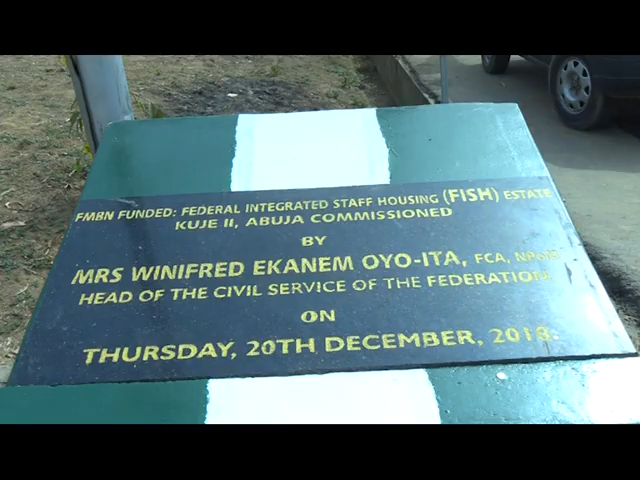 FMBN FUNDED: FEDERAL INTEGRATED STAFF HOUSING (FISH) ESTATE
KUJE II, ABUJA COMMISSIONED
BY
MRS WINIFRED EKANEM OYO-ITA, FCA,
HEAD OF THE CIVIL SERVICE OF THE FEDERATION
ON
THURSDAY, 20TH DECEMBER, 2018.